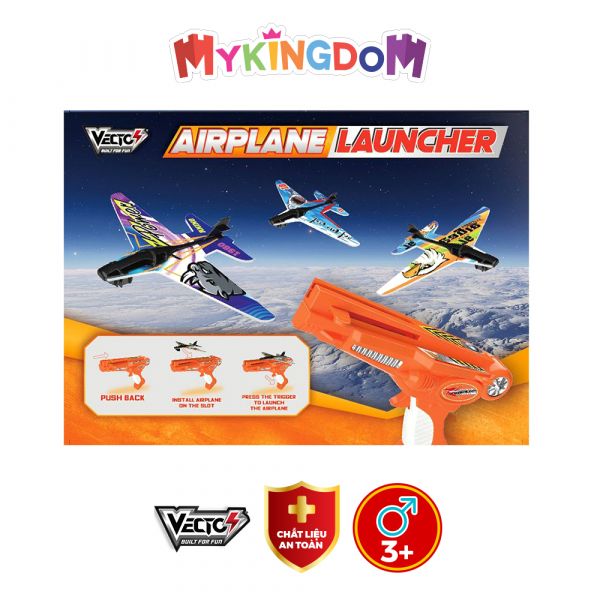 MYKINGDOM
VECTO
BUILT FOR FUN
AIRPLANE LAUNCHER
PUSH BACK
INSTALL AIRPLANE
ON THE SLOT
PRESS THE TRIGGER
TO LAUNCH
THE AIRPLANE
VECTO
BUILT FOR FUN
CHẤT LIỆU
AN TOÀN
3+